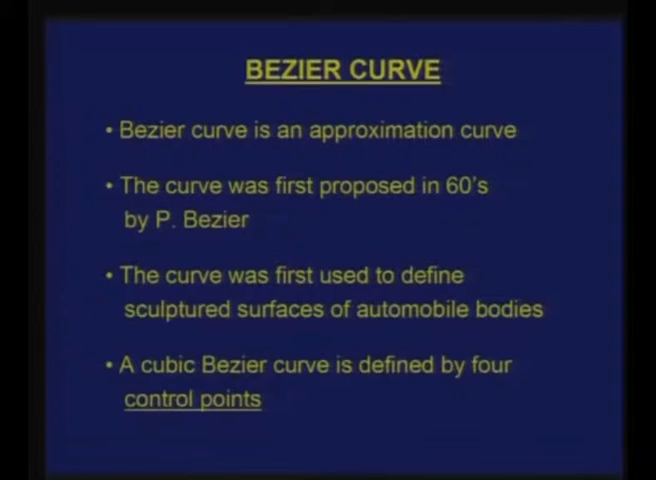 BEZIER CURVE
• Bezier curve is an approximation curve
• The curve was first proposed in 60's
by P. Bezier
• The curve was first used to define
sculptured surfaces of automobile bodies
• A cubic Bezier curve is defined by four
control points